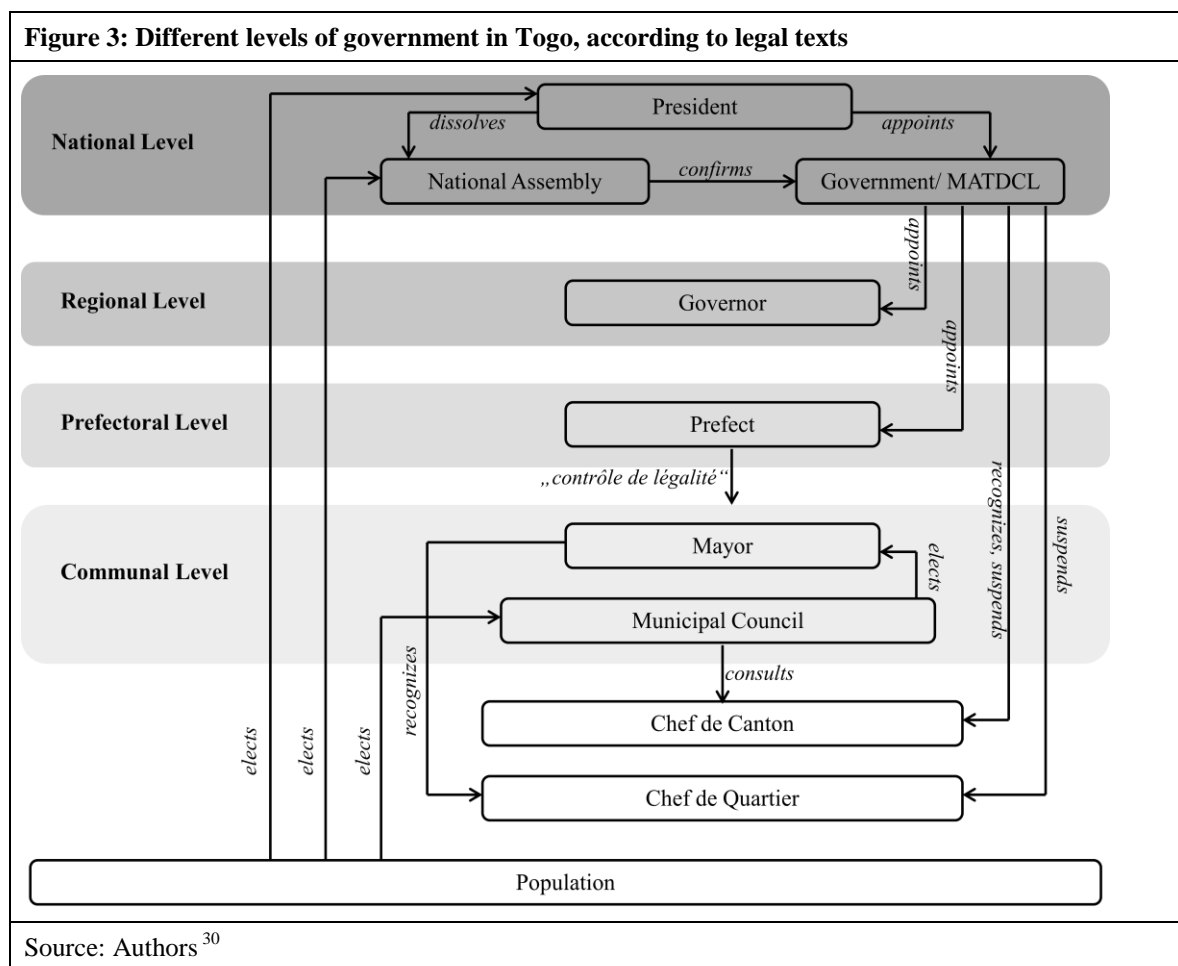 Figure 3: Different levels of government in Togo, according to legal texts
President
dissolves
appoints
National Level
National Assembly
confirms
Government/ MATDCL
appoints
Regional Level
Governor
appoints
Prefectoral Level
Prefect
„contrôle de légalité“
recognizes, suspends
suspends
Mayor
elects
Communal Level
Municipal Council
recognizes
consults
Chef de Canton
elects
elects
elects
Chef de Quartier
Population
Source: Authors 30